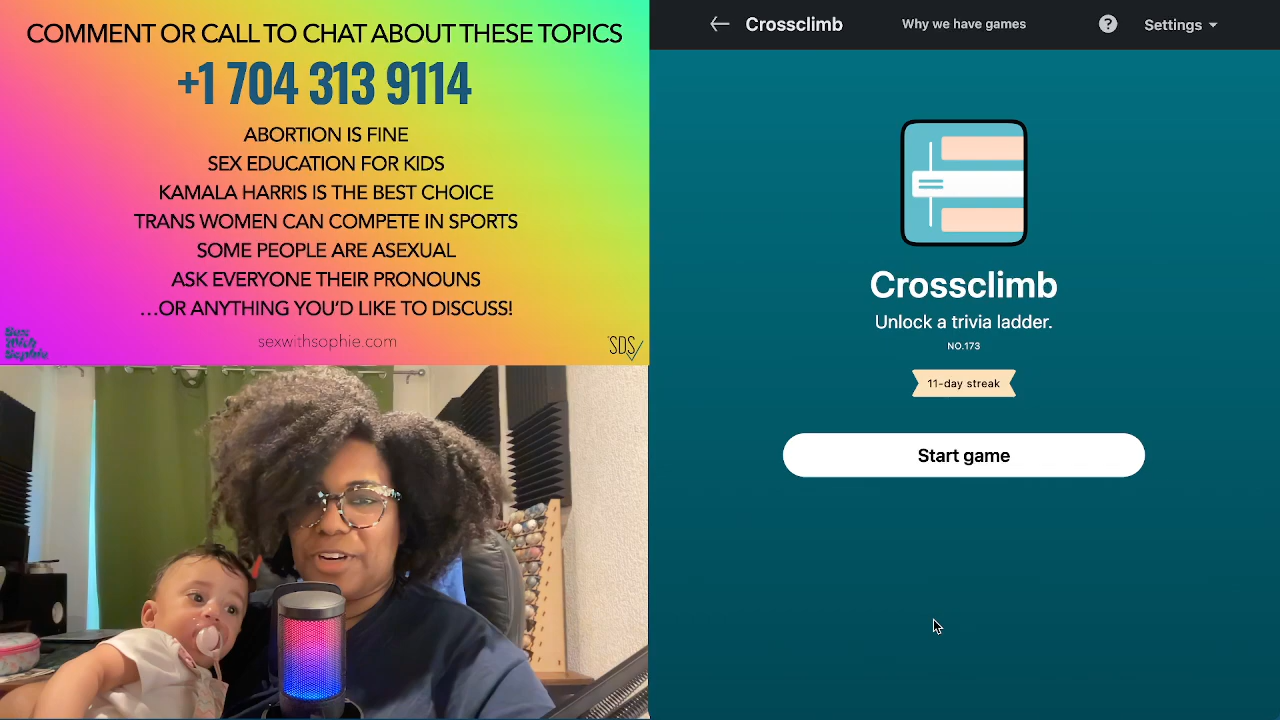 COMMENT OR CALL TO CHAT ABOUT THESE TOPICS
+1 704 313 9114
ABORTION IS FINE
SEX EDUCATION FOR KIDS
KAMALA HARRIS IS THE BEST CHOICE
TRANS WOMEN CAN COMPETE IN SPORTS
SOME PEOPLE ARE ASEXUAL
ASK EVERYONE THEIR PRONOUNS
...OR ANYTHING YOU'D LIKE TO DISCUSS!
sexwithsophie.com
Sex
With
Sophie
SDS
Crossclimb
Why we have games
?
Settings
Crossclimb
Unlock a trivia ladder.
NO.173
11-day streak
Start game